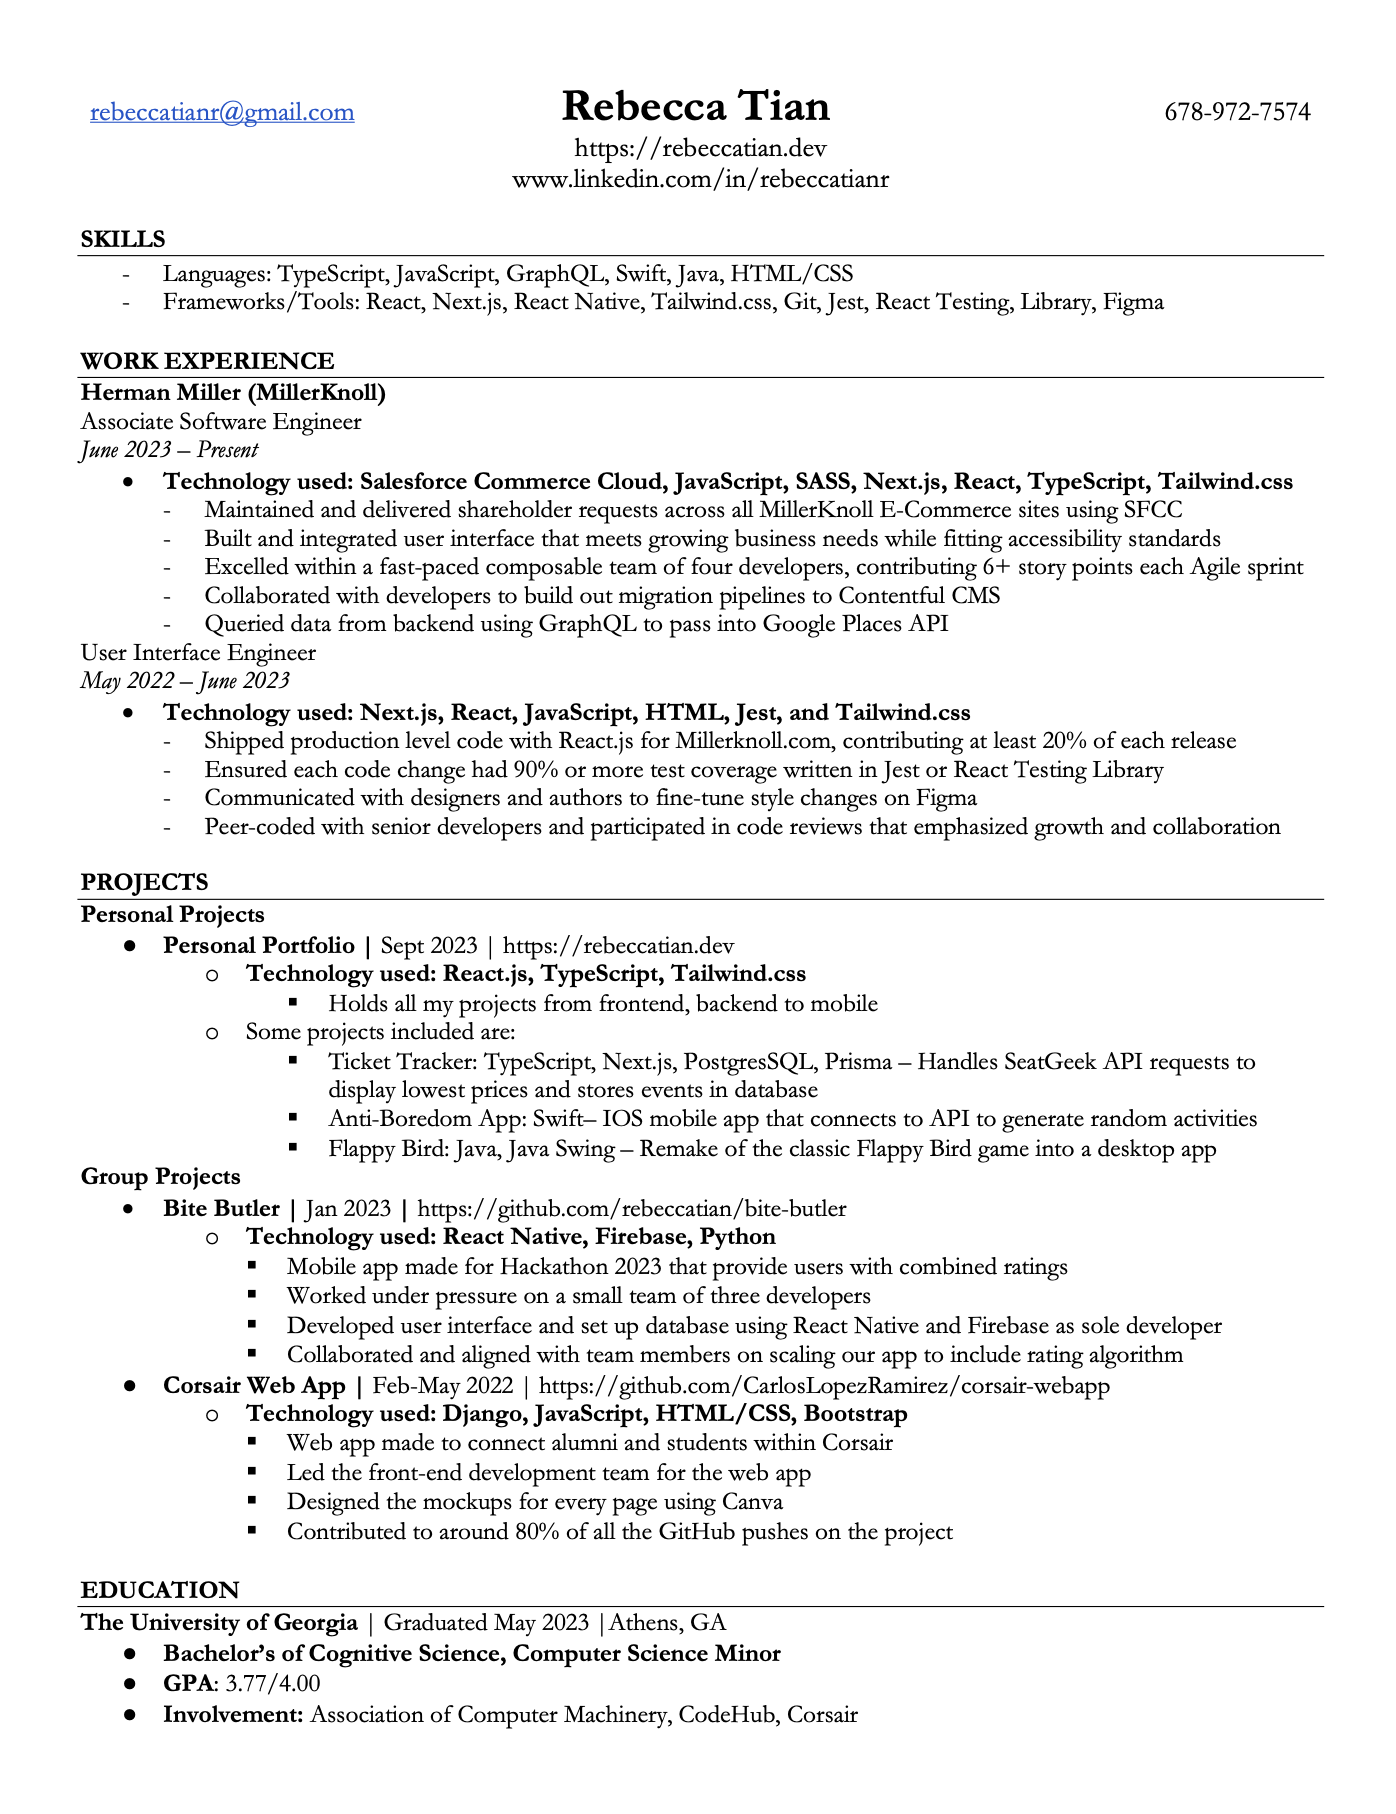 rebeccatianr@gmail.com Rebecca Tian 678-972-7574
https://rebeccatian.dev
www.linkedin.com/in/rebeccatianr
SKILLS
- Languages: TypeScript, JavaScript, GraphQL, Swift, Java, HTML/CSS
- Frameworks/Tools: React, Next.js, React Native, Tailwind.css, Git, Jest, React Testing, Library, Figma
WORK EXPERIENCE
Herman Miller (MillerKnoll)
Associate Software Engineer
June 2023 – Present
● Technology used: Salesforce Commerce Cloud, JavaScript, SASS, Next.js, React, TypeScript, Tailwind.css
- Maintained and delivered shareholder requests across all MillerKnoll E-Commerce sites using SFCC
- Built and integrated user interface that meets growing business needs while fitting accessibility standards
- Excelled within a fast-paced composable team of four developers, contributing 6+ story points each Agile sprint
- Collaborated with developers to build out migration pipelines to Contentful CMS
- Queried data from backend using GraphQL to pass into Google Places API
User Interface Engineer
May 2022 – June 2023
● Technology used: Next.js, React, JavaScript, HTML, Jest, and Tailwind.css
- Shipped production level code with React.js for Millerknoll.com, contributing at least 20% of each release
- Ensured each code change had 90% or more test coverage written in Jest or React Testing Library
- Communicated with designers and authors to fine-tune style changes on Figma
- Peer-coded with senior developers and participated in code reviews that emphasized growth and collaboration
PROJECTS
Personal Projects
● Personal Portfolio | Sept 2023 | https://rebeccatian.dev
o Technology used: React.js, TypeScript, Tailwind.css
▪ Holds all my projects from frontend, backend to mobile
o Some projects included are:
▪ Ticket Tracker: TypeScript, Next.js, PostgresSQL, Prisma – Handles SeatGeek API requests to
display lowest prices and stores events in database
▪ Anti-Boredom App: Swift– IOS mobile app that connects to API to generate random activities
▪ Flappy Bird: Java, Java Swing – Remake of the classic Flappy Bird game into a desktop app
Group Projects
● Bite Butler | Jan 2023 | https://github.com/rebeccatian/bite-butler
o Technology used: React Native, Firebase, Python
▪ Mobile app made for Hackathon 2023 that provide users with combined ratings
▪ Worked under pressure on a small team of three developers
▪ Developed user interface and set up database using React Native and Firebase as sole developer
▪ Collaborated and aligned with team members on scaling our app to include rating algorithm
● Corsair Web App | Feb-May 2022 | https://github.com/CarlosLopezRamirez/corsair-webapp
o Technology used: Django, JavaScript, HTML/CSS, Bootstrap
▪ Web app made to connect alumni and students within Corsair
▪ Led the front-end development team for the web app
▪ Designed the mockups for every page using Canva
▪ Contributed to around 80% of all the GitHub pushes on the project
EDUCATION
The University of Georgia | Graduated May 2023 |Athens, GA
● Bachelor’s of Cognitive Science, Computer Science Minor
● GPA: 3.77/4.00
● Involvement: Association of Computer Machinery, CodeHub, Corsair